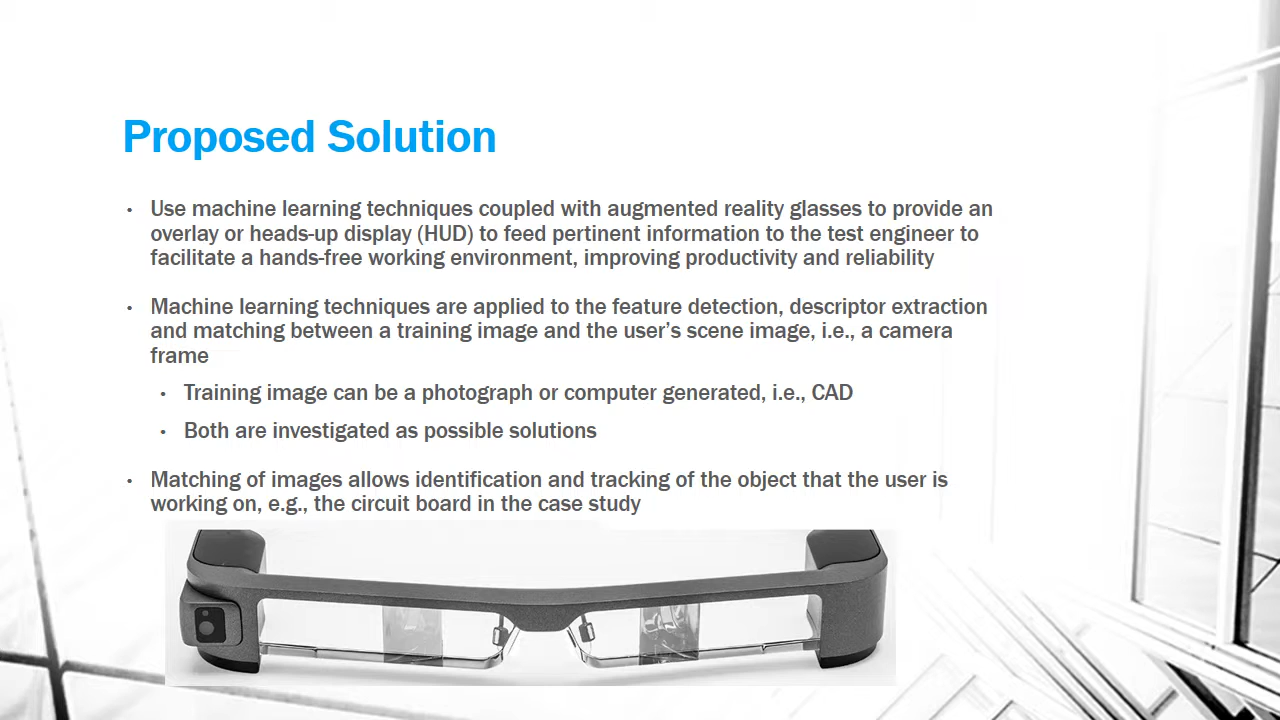 Proposed Solution
• Use machine learning techniques coupled with augmented reality glasses to provide an
overlay or heads-up display (HUD) to feed pertinent information to the test engineer to
facilitate a hands-free working environment, improving productivity and reliability
• Machine learning techniques are applied to the feature detection, descriptor extraction
and matching between a training image and the user’s scene image, i.e., a camera
frame
• Training image can be a photograph or computer generated, i.e., CAD
• Both are investigated as possible solutions
• Matching of images allows identification and tracking of the object that the user is
working on, e.g., the circuit board in the case study